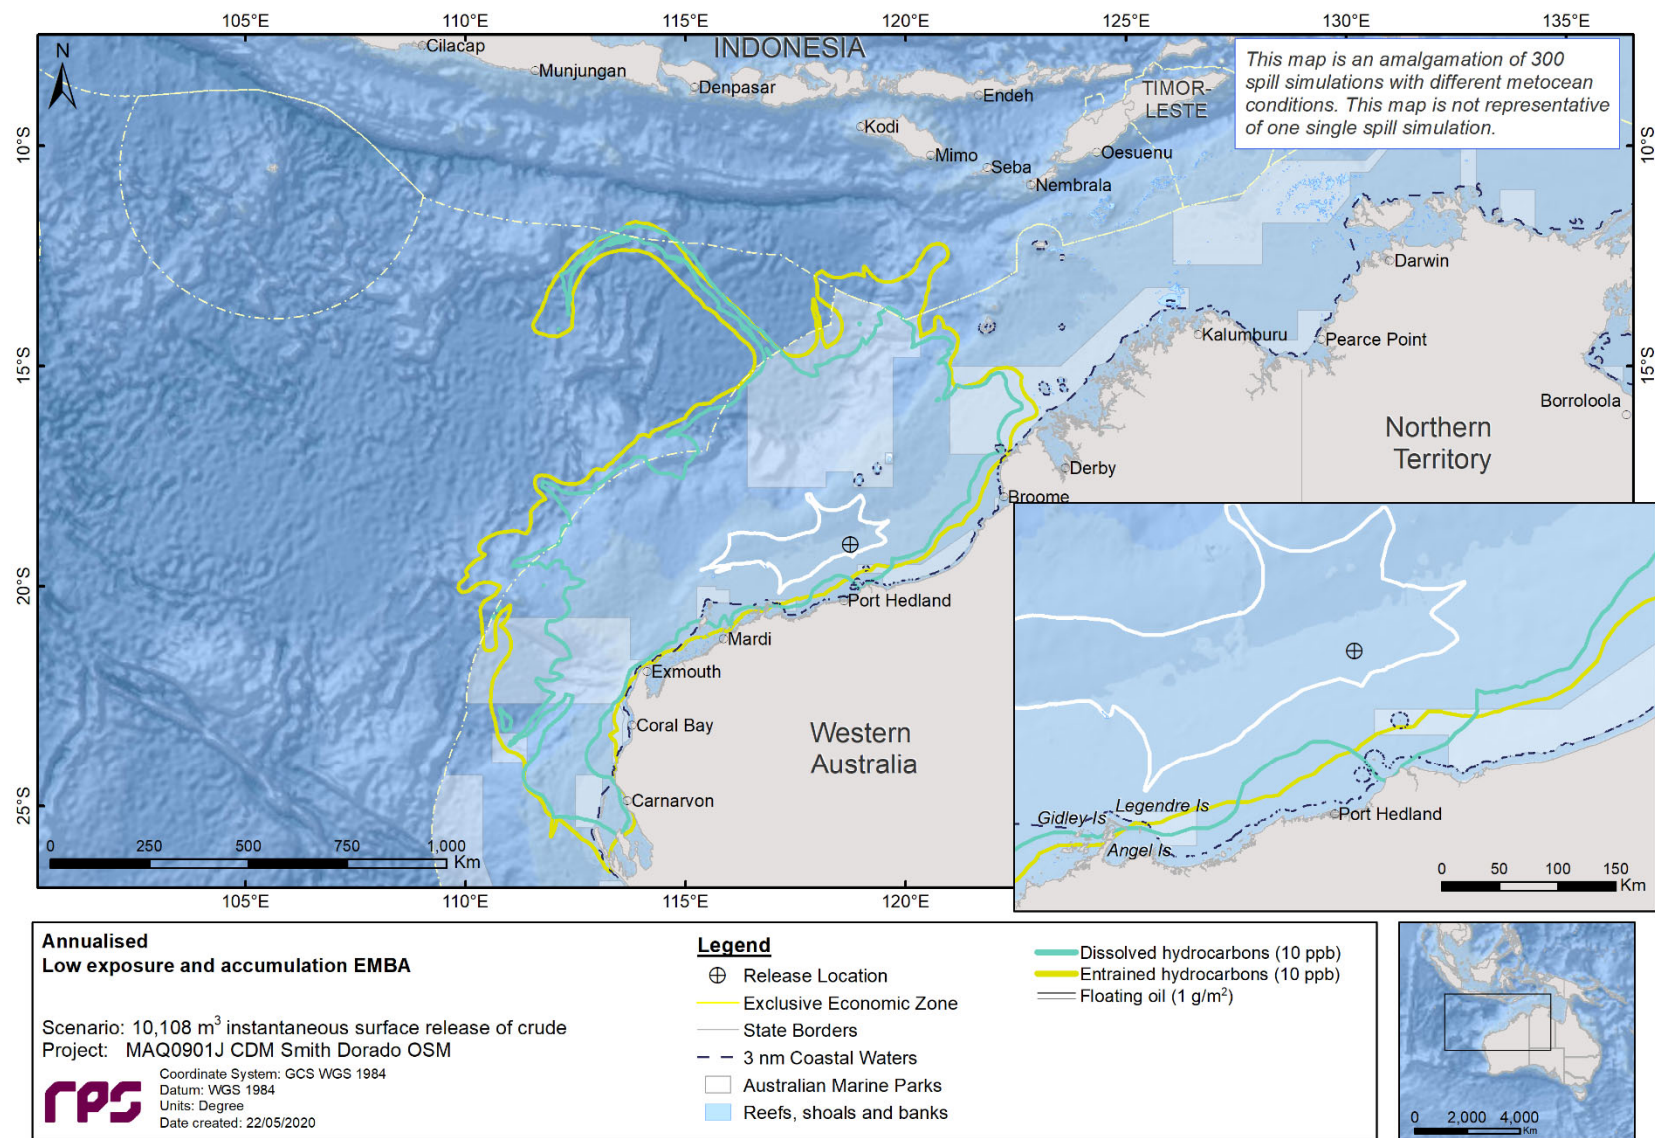 105°E 110°E 115°E 120°E 125°E 130°E 135°E
N
Cilacap
INDONESIA
Munjungan
Denpasar
Endeh
TIMOR-
LESTE
This map is an amalgamation of 300
spill simulations with different metocean
conditions. This map is not representative
of one single spill simulation.
10°S
10°S
Kodi
Mimo
Seba
Oesuenu
Nembrala
Darwin
Kalumburu
Pearce Point
15°S
15°S
Borroloola
Northern
Territory
Derby
Broome
20°S
Port Hedland
Mardi
Exmouth
Coral Bay
Western
Australia
25°S
Carnarvon
0 250 500 750 1,000
Km
Legendre Is
Gidley Is
Port Hedland
Angel Is
0 50 100 150
Km
105°E 110°E 115°E 120°E
Annualised
Low exposure and accumulation EMBA
Scenario: 10,108 m³ instantaneous surface release of crude
Project: MAQ0901J CDM Smith Dorado OSM
rps
Coordinate System: GCS WGS 1984
Datum: WGS 1984
Units: Degree
Date created: 22/05/2020
Legend
Release Location
Exclusive Economic Zone
State Borders
3 nm Coastal Waters
Australian Marine Parks
Reefs, shoals and banks
Dissolved hydrocarbons (10 ppb)
Entrained hydrocarbons (10 ppb)
Floating oil (1 g/m²)
0 2,000 4,000
Km